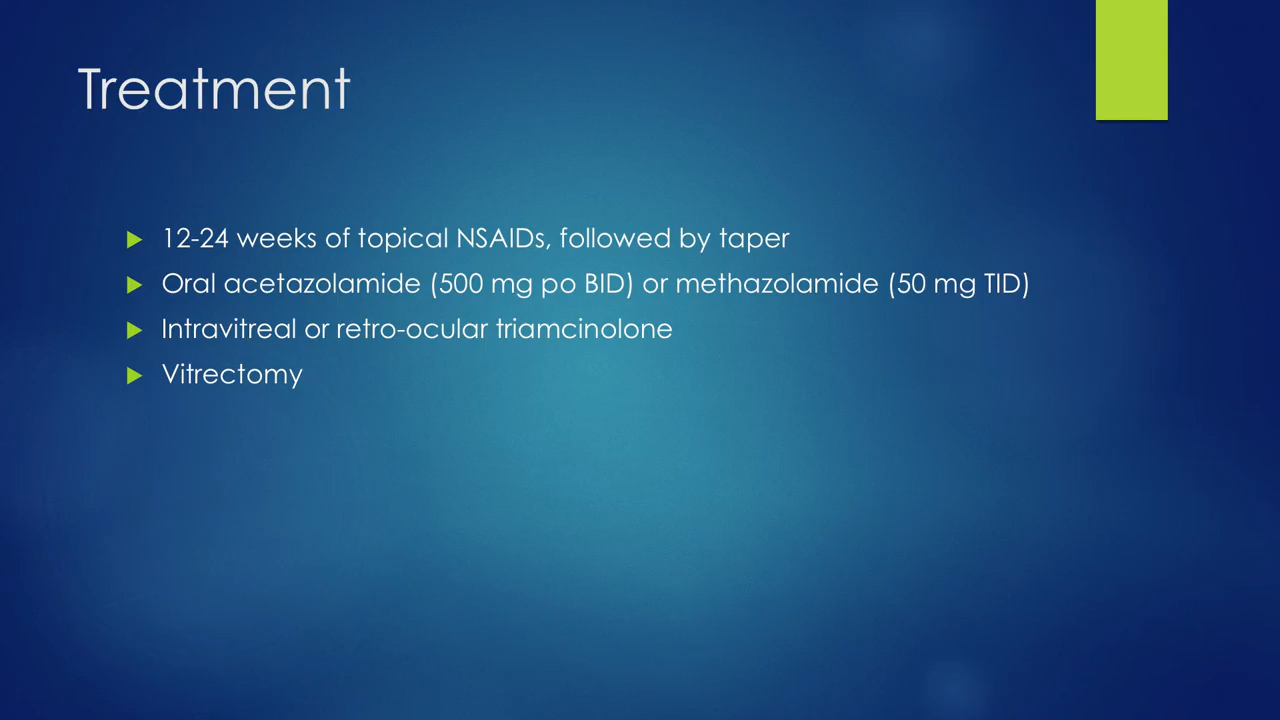 Treatment
12-24 weeks of topical NSAIDs, followed by taper
Oral acetazolamide (500 mg po BID) or methazolamide (50 mg TID)
Intravitreal or retro-ocular triamcinolone
Vitrectomy